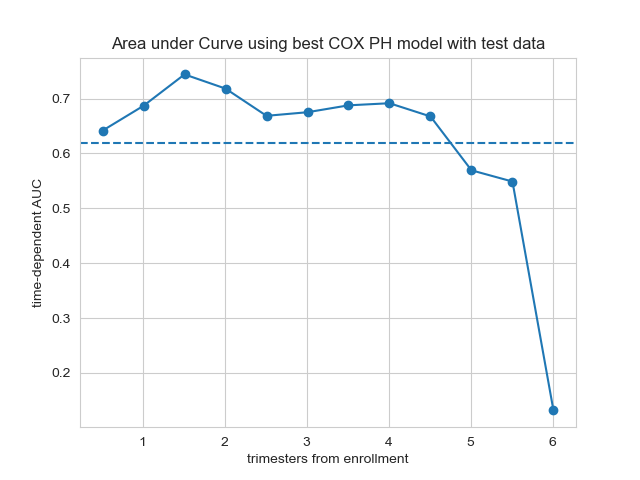 Area under Curve using best COX PH model with test data
time-dependent AUC
0.7
0.6
0.5
0.4
0.3
0.2
1 2 3 4 5 6
trimesters from enrollment